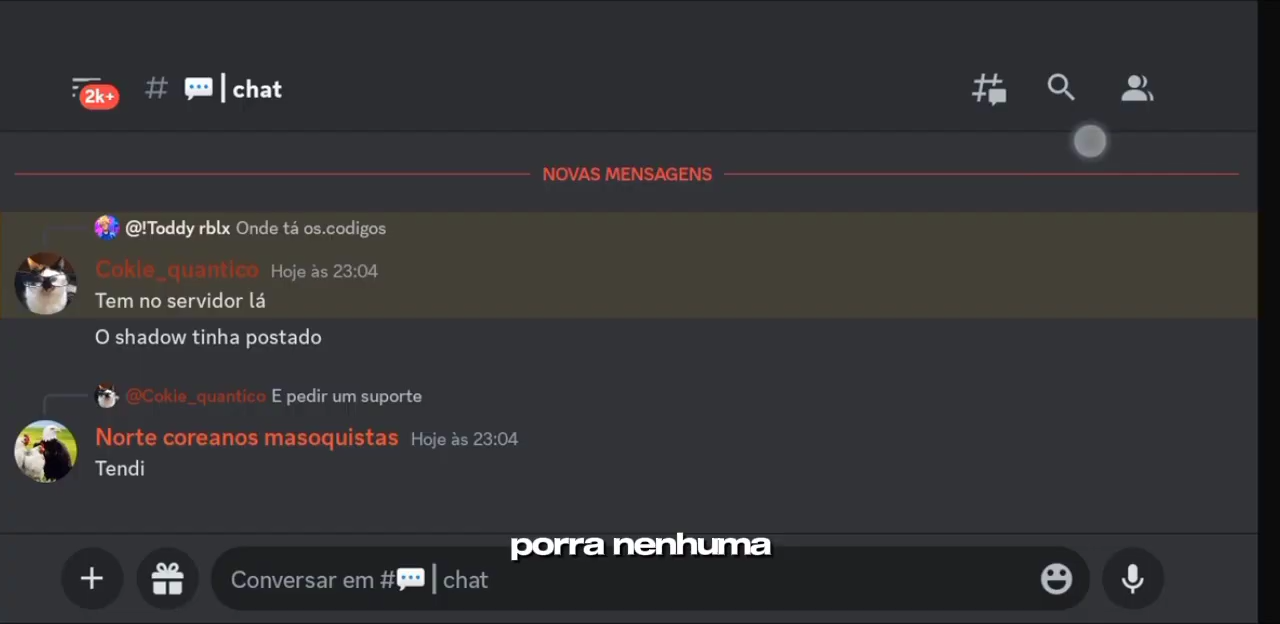 2k+
# 💬 | chat
NOVAS MENSAGENS
@!Toddy rblx Onde tá os.codigos
Cokie_quantico Hoje às 23:04
Tem no servidor lá
O shadow tinha postado
@Cokie_quantico E pedir um suporte
Norte coreanos masoquistas Hoje às 23:04
Tendi
porra nenhuma
Conversar em #💬 | chat